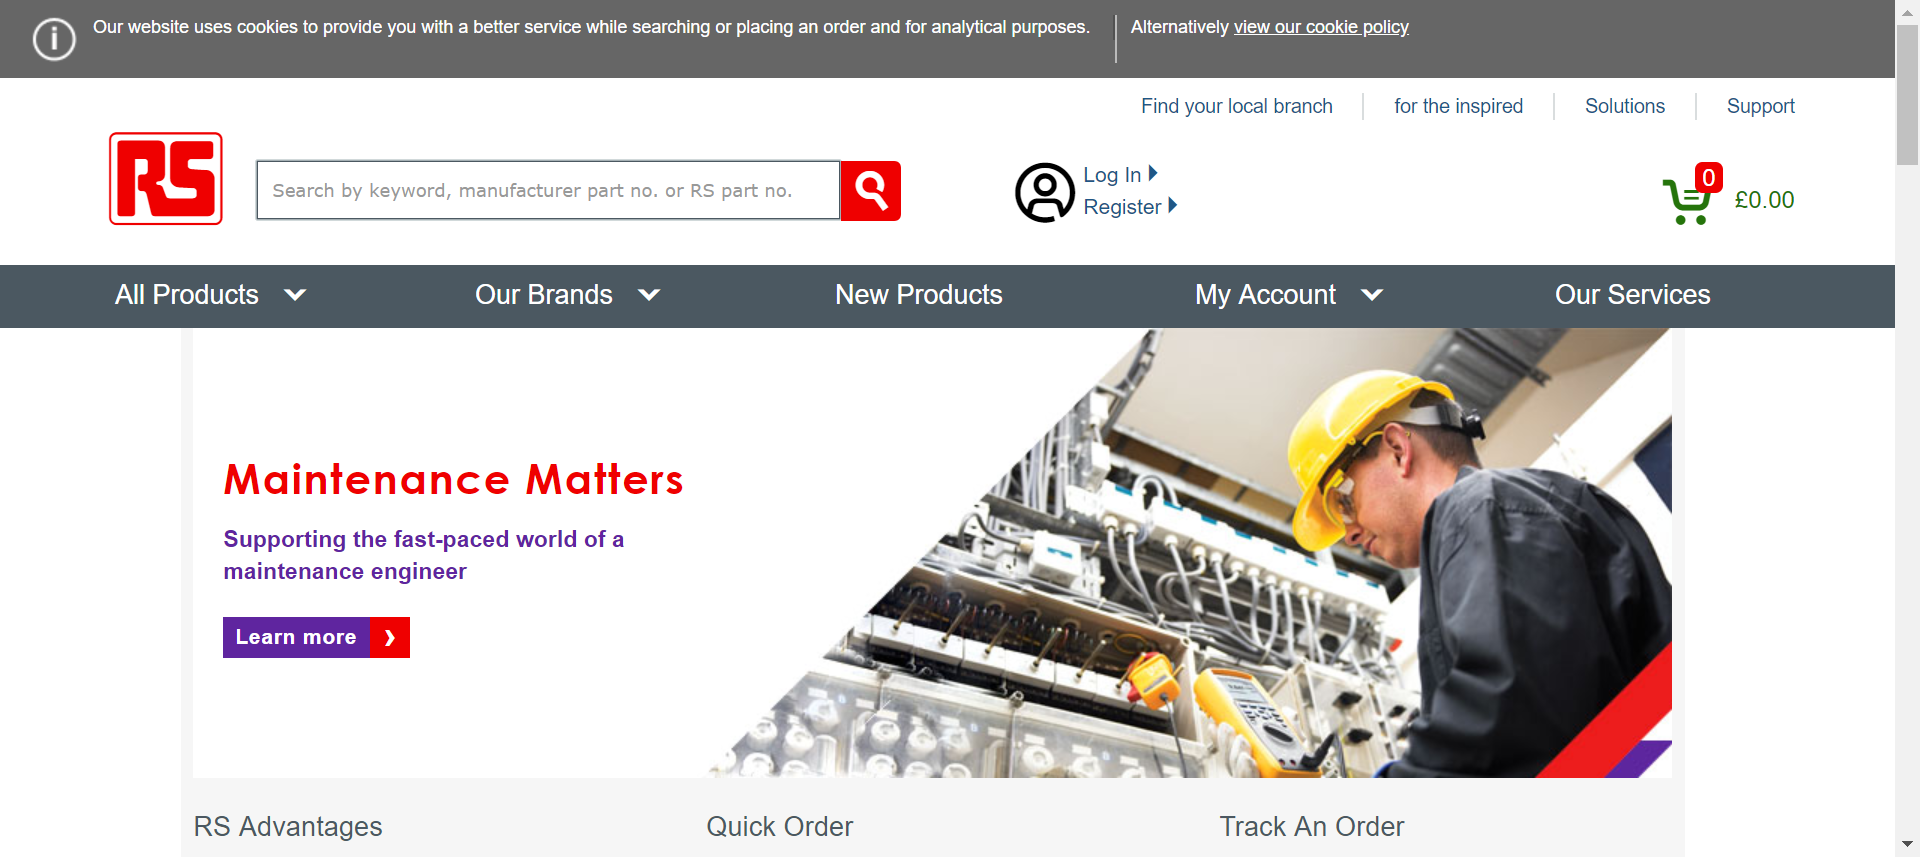 Our website uses cookies to provide you with a better service while searching or placing an order and for analytical purposes.
Alternatively view our cookie policy
Find your local branch
for the inspired
Solutions
Support
RS
Search by keyword, manufacturer part no. or RS part no.
Log In
Register
0
£0.00
All Products
Our Brands
New Products
My Account
Our Services
Maintenance Matters
Supporting the fast-paced world of a
maintenance engineer
Learn more
RS Advantages
Quick Order
Track An Order